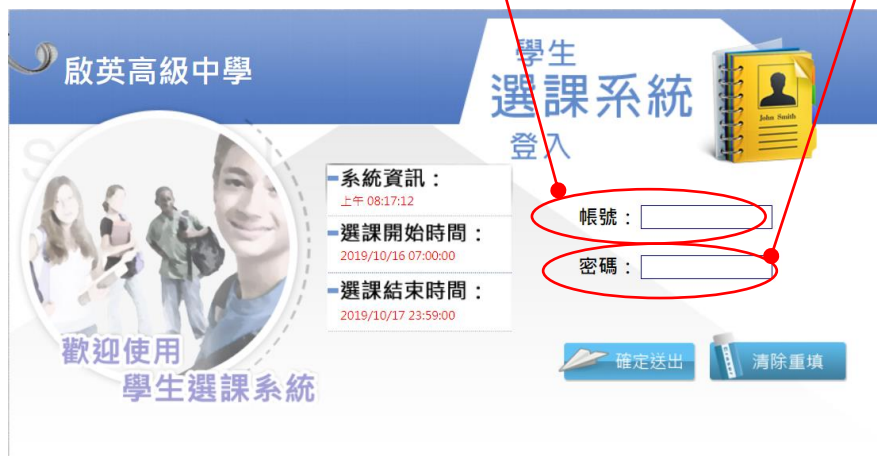 啟英高級中學
學生
選課系統
登入
John Smith
系統資訊：
上午 08:17:12
選課開始時間：
2019/10/16 07:00:00
選課結束時間：
2019/10/17 23:59:00
帳號：
密碼：
確定送出
清除重填
歡迎使用
學生選課系統